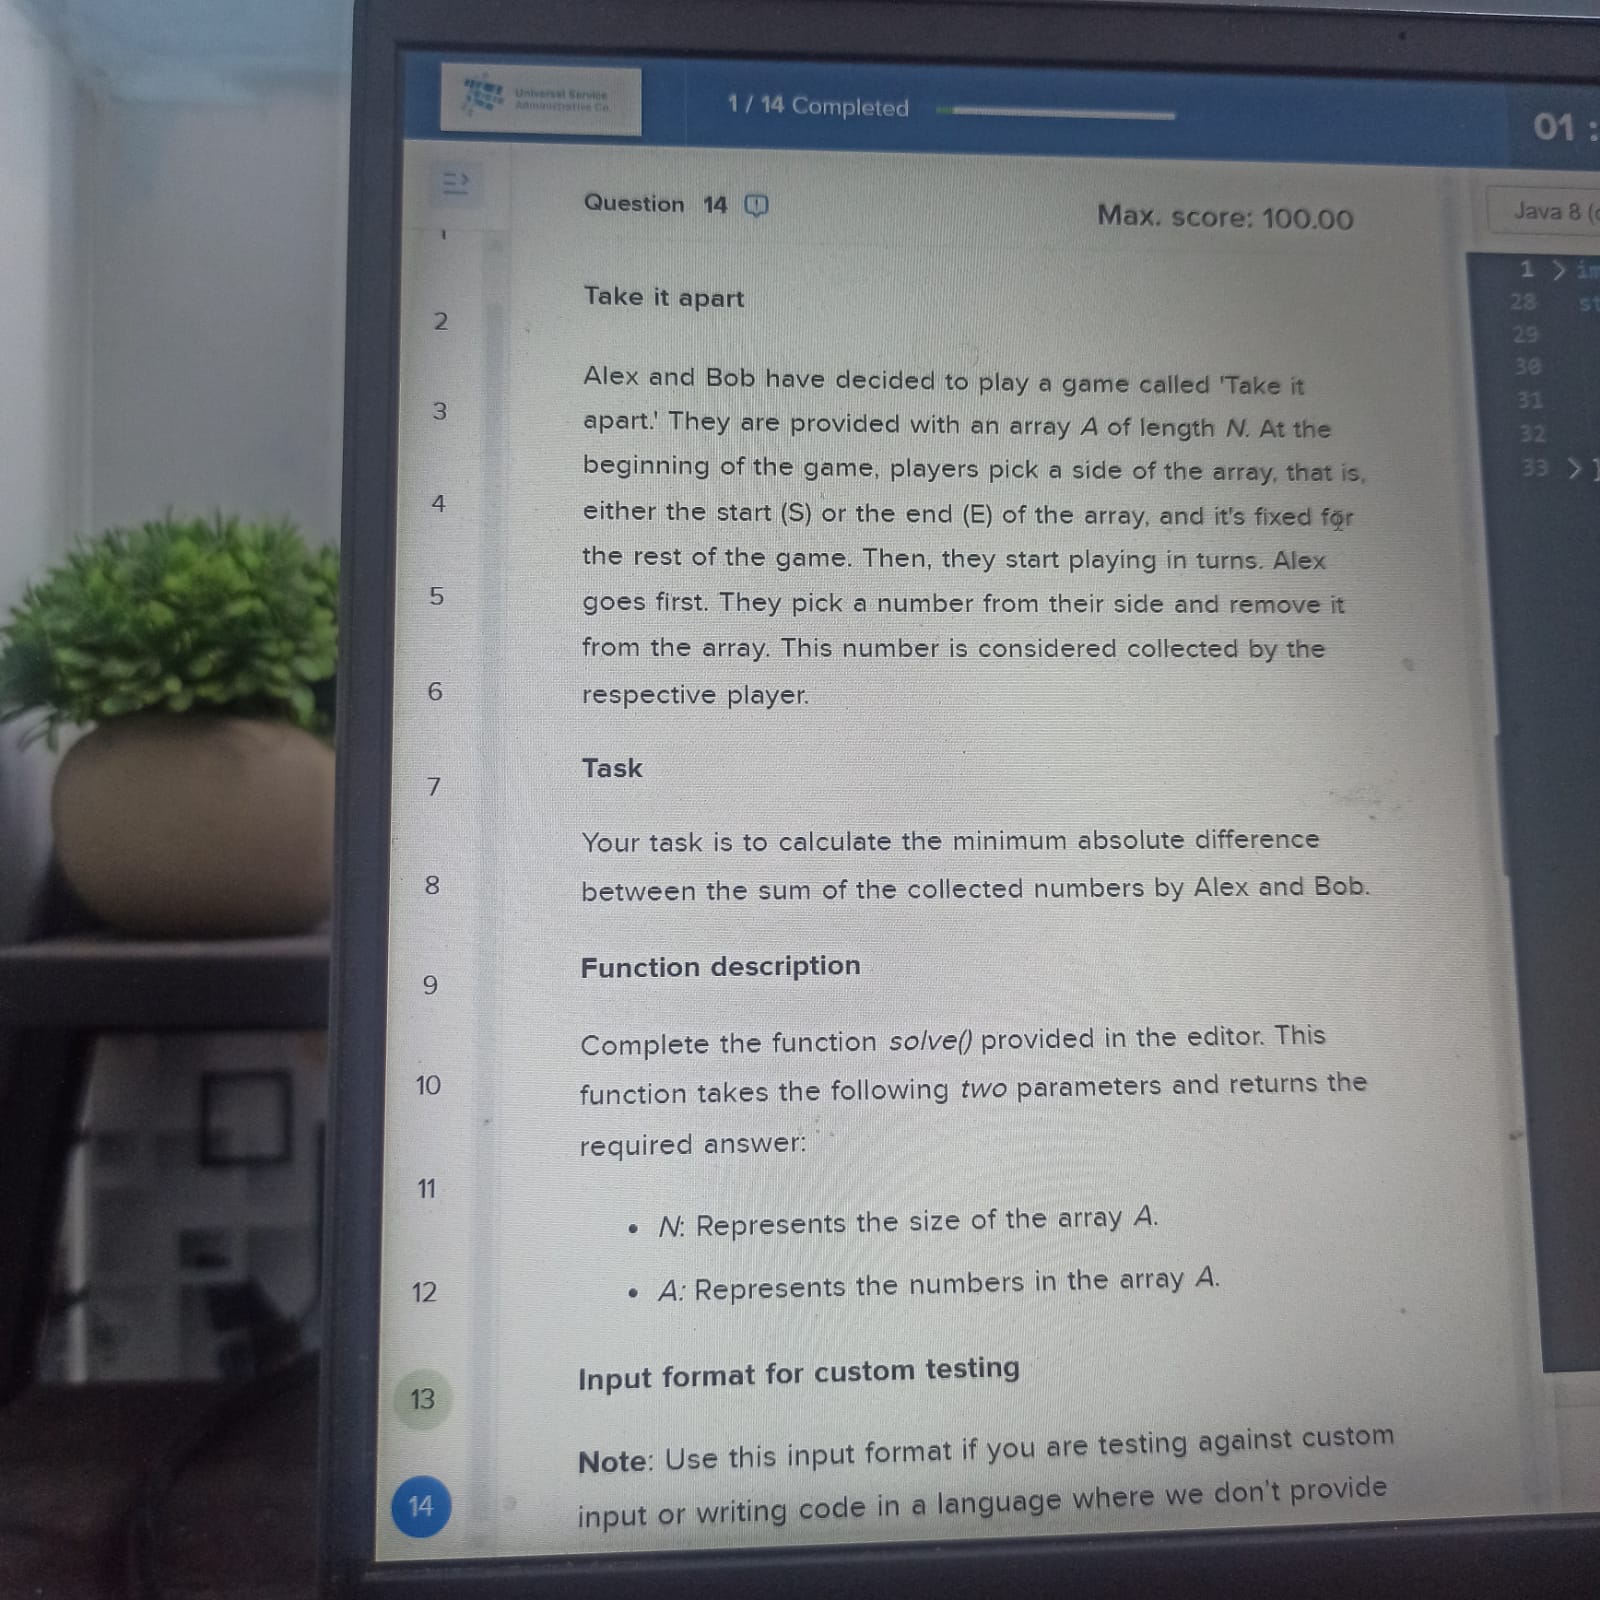 Universal Service
Administrative Co.
1 / 14 Completed
01 :
Question 14
Max. score: 100.00
Java 8 (
Take it apart
Alex and Bob have decided to play a game called 'Take it
apart.' They are provided with an array A of length N. At the
beginning of the game, players pick a side of the array, that is,
either the start (S) or the end (E) of the array, and it's fixed for
the rest of the game. Then, they start playing in turns. Alex
goes first. They pick a number from their side and remove it
from the array. This number is considered collected by the
respective player.
Task
Your task is to calculate the minimum absolute difference
between the sum of the collected numbers by Alex and Bob.
Function description
Complete the function solve() provided in the editor. This
function takes the following two parameters and returns the
required answer:
• N: Represents the size of the array A.
• A: Represents the numbers in the array A.
Input format for custom testing
Note: Use this input format if you are testing against custom
input or writing code in a language where we don't provide
2
3
4
5
6
7
8
9
10
11
12
13
14
1 > im
28 st
29
30
31
32
33 > }